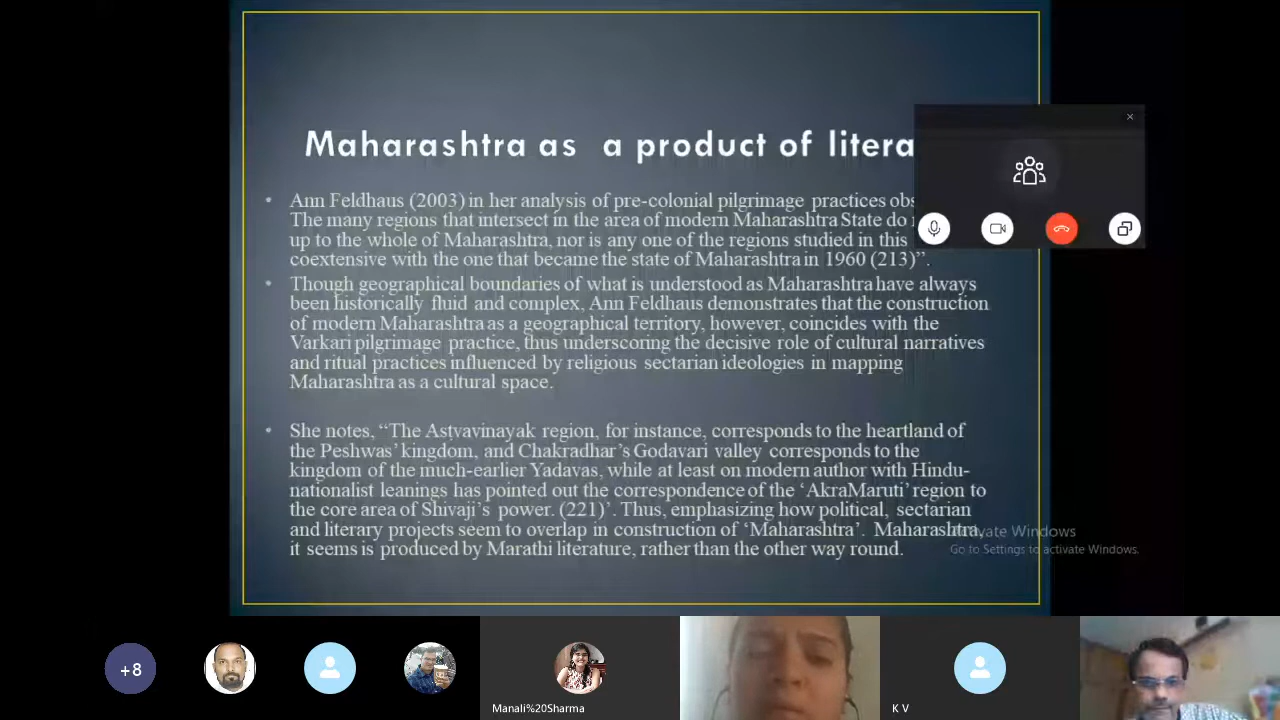 Maharashtra as a product of litera
• Ann Feldhaus (2003) in her analysis of pre-colonial pilgrimage practices obs
The many regions that intersect in the area of modern Maharashtra State do
up to the whole of Maharashtra, nor is any one of the regions studied in this
coextensive with the one that became the state of Maharashtra in 1960 (213)”.
• Though geographical boundaries of what is understood as Maharashtra have always
been historically fluid and complex, Ann Feldhaus demonstrates that the construction
of modern Maharashtra as a geographical territory, however, coincides with the
Varkari pilgrimage practice, thus underscoring the decisive role of cultural narratives
and ritual practices influenced by religious sectarian ideologies in mapping
Maharashtra as a cultural space.
• She notes, “The Asṭvavinayak region, for instance, corresponds to the heartland of
the Peshwas’ kingdom, and Chakradhar’s Godavari valley corresponds to the
kingdom of the much-earlier Yadavas, while at least on modern author with Hindu-
nationalist leanings has pointed out the correspondence of the ‘AkraMaruti’ region to
the core area of Shivaji’s power. (221)’. Thus, emphasizing how political, sectarian
and literary projects seem to overlap in construction of ‘Maharashtra’. Maharashtra,
it seems is produced by Marathi literature, rather than the other way round.
Activate Windows
Go to Settings to activate Windows.
+8
Manali%20Sharma
K V